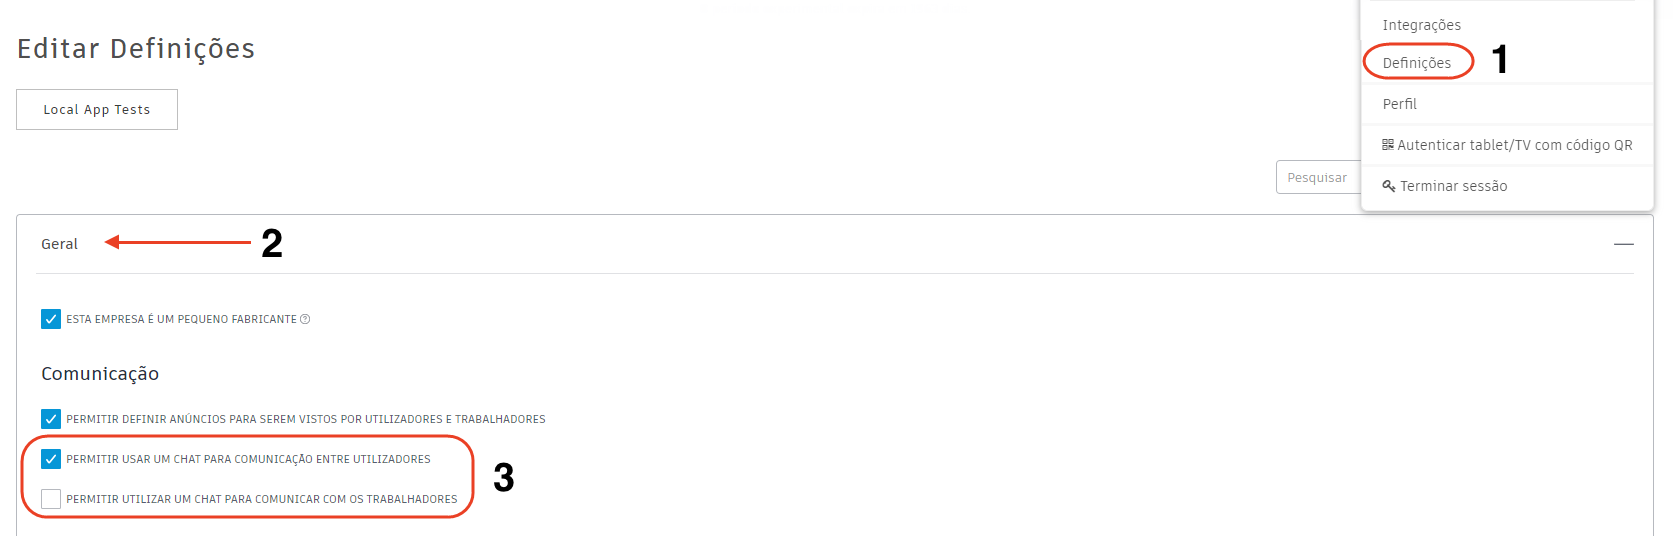 Integrações
Editar Definições
Definições
1
Local App Tests
Perfil
Autenticar tablet/TV com código QR
Pesquisar
Terminar sessão
Geral
2
ESTA EMPRESA É UM PEQUENO FABRICANTE
Comunicação
PERMITIR DEFINIR ANÚNCIOS PARA SEREM VISTOS POR UTILIZADORES E TRABALHADORES
PERMITIR USAR UM CHAT PARA COMUNICAÇÃO ENTRE UTILIZADORES
3
PERMITIR UTILIZAR UM CHAT PARA COMUNICAR COM OS TRABALHADORES